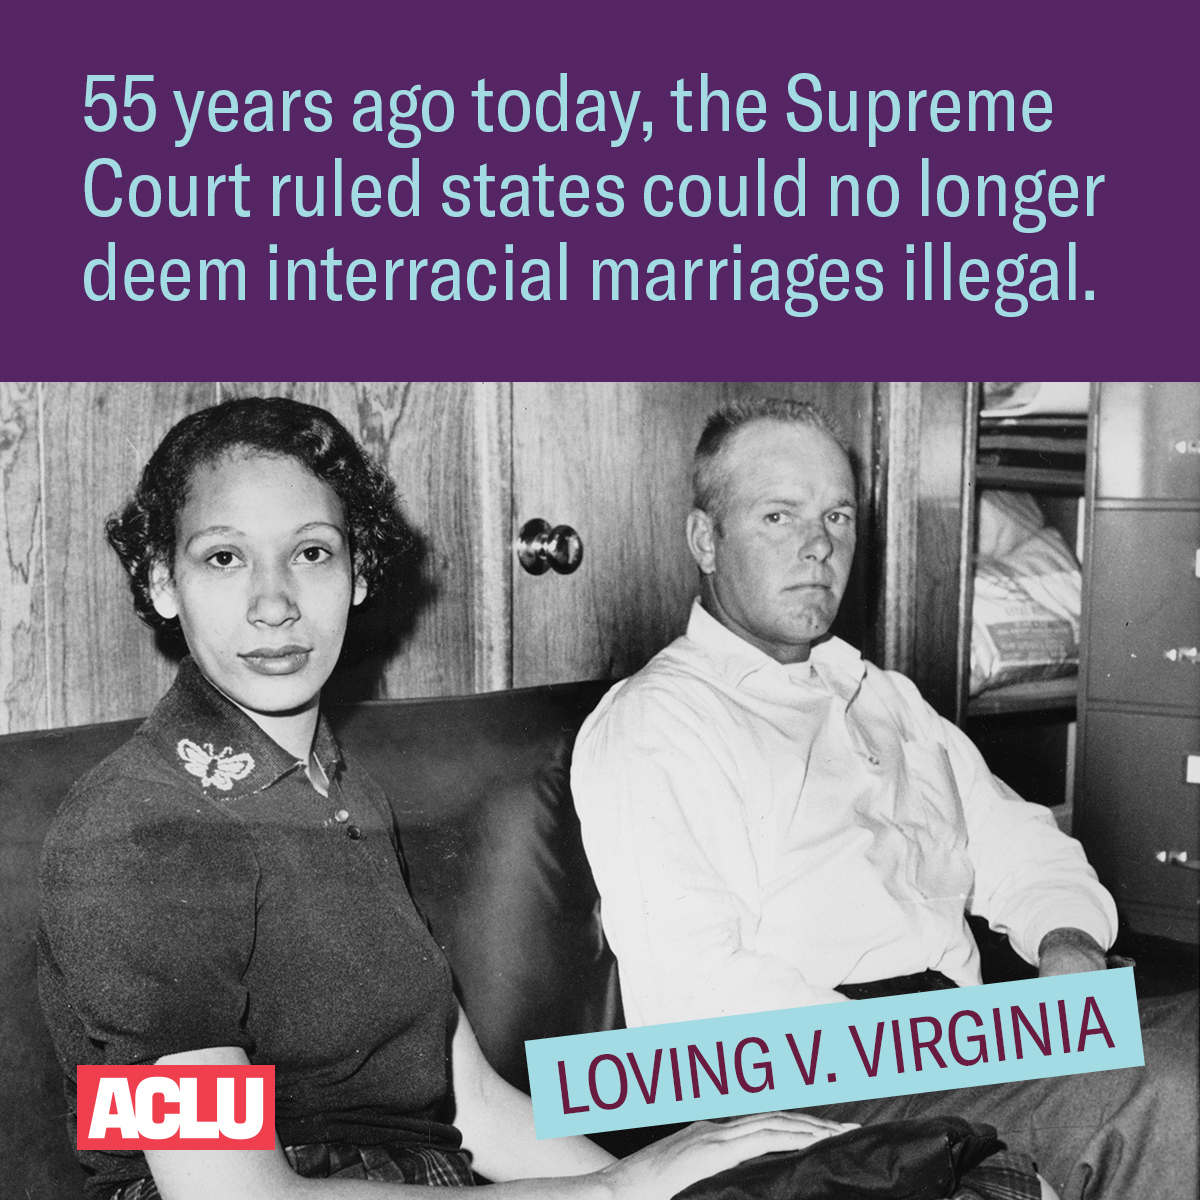 55 years ago today, the Supreme
Court ruled states could no longer
deem interracial marriages illegal.
LOVING V. VIRGINIA
ACLU